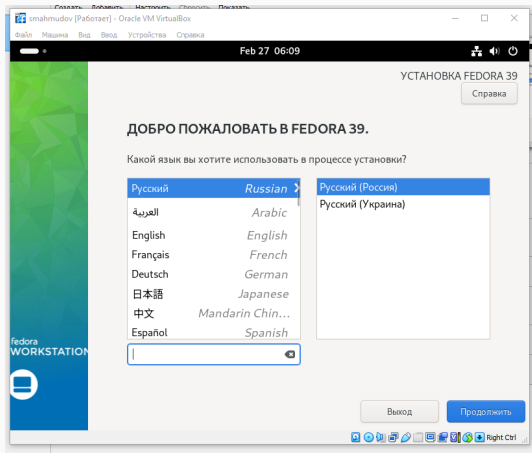 Создать Добавить Настроить Сбросить Показать
smahmudov [Работает] - Oracle VM VirtualBox
Файл Машина Вид Ввод Устройства Справка
Feb 27 06:09
УСТАНОВКА FEDORA 39
Справка
ДОБРО ПОЖАЛОВАТЬ В FEDORA 39.
Какой язык вы хотите использовать в процессе установки?
Русский Russian
العربية Arabic
English English
Français French
Deutsch German
日本語 Japanese
中文 Mandarin Chin...
Español Spanish
Русский (Россия)
Русский (Украина)
fedora
WORKSTATION
Выход
Продолжить
Right Ctrl